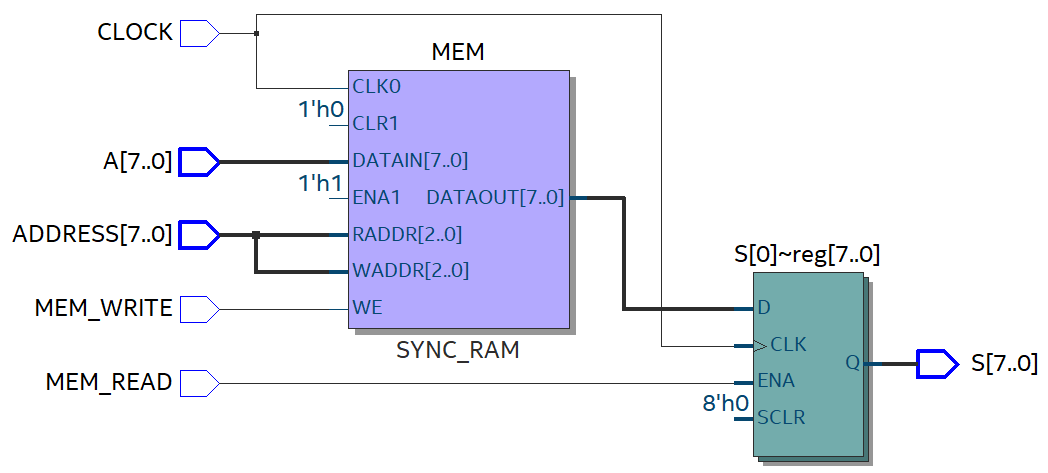 CLOCK
MEM
CLK0
1'h0
CLR1
A[7..0]
DATAIN[7..0]
1'h1
ENA1 DATAOUT[7..0]
ADDRESS[7..0]
RADDR[2..0]
WADDR[2..0]
MEM_WRITE
WE
SYNC_RAM
S[0]~reg[7..0]
D
CLK
MEM_READ
ENA
Q
S[7..0]
8'h0
SCLR